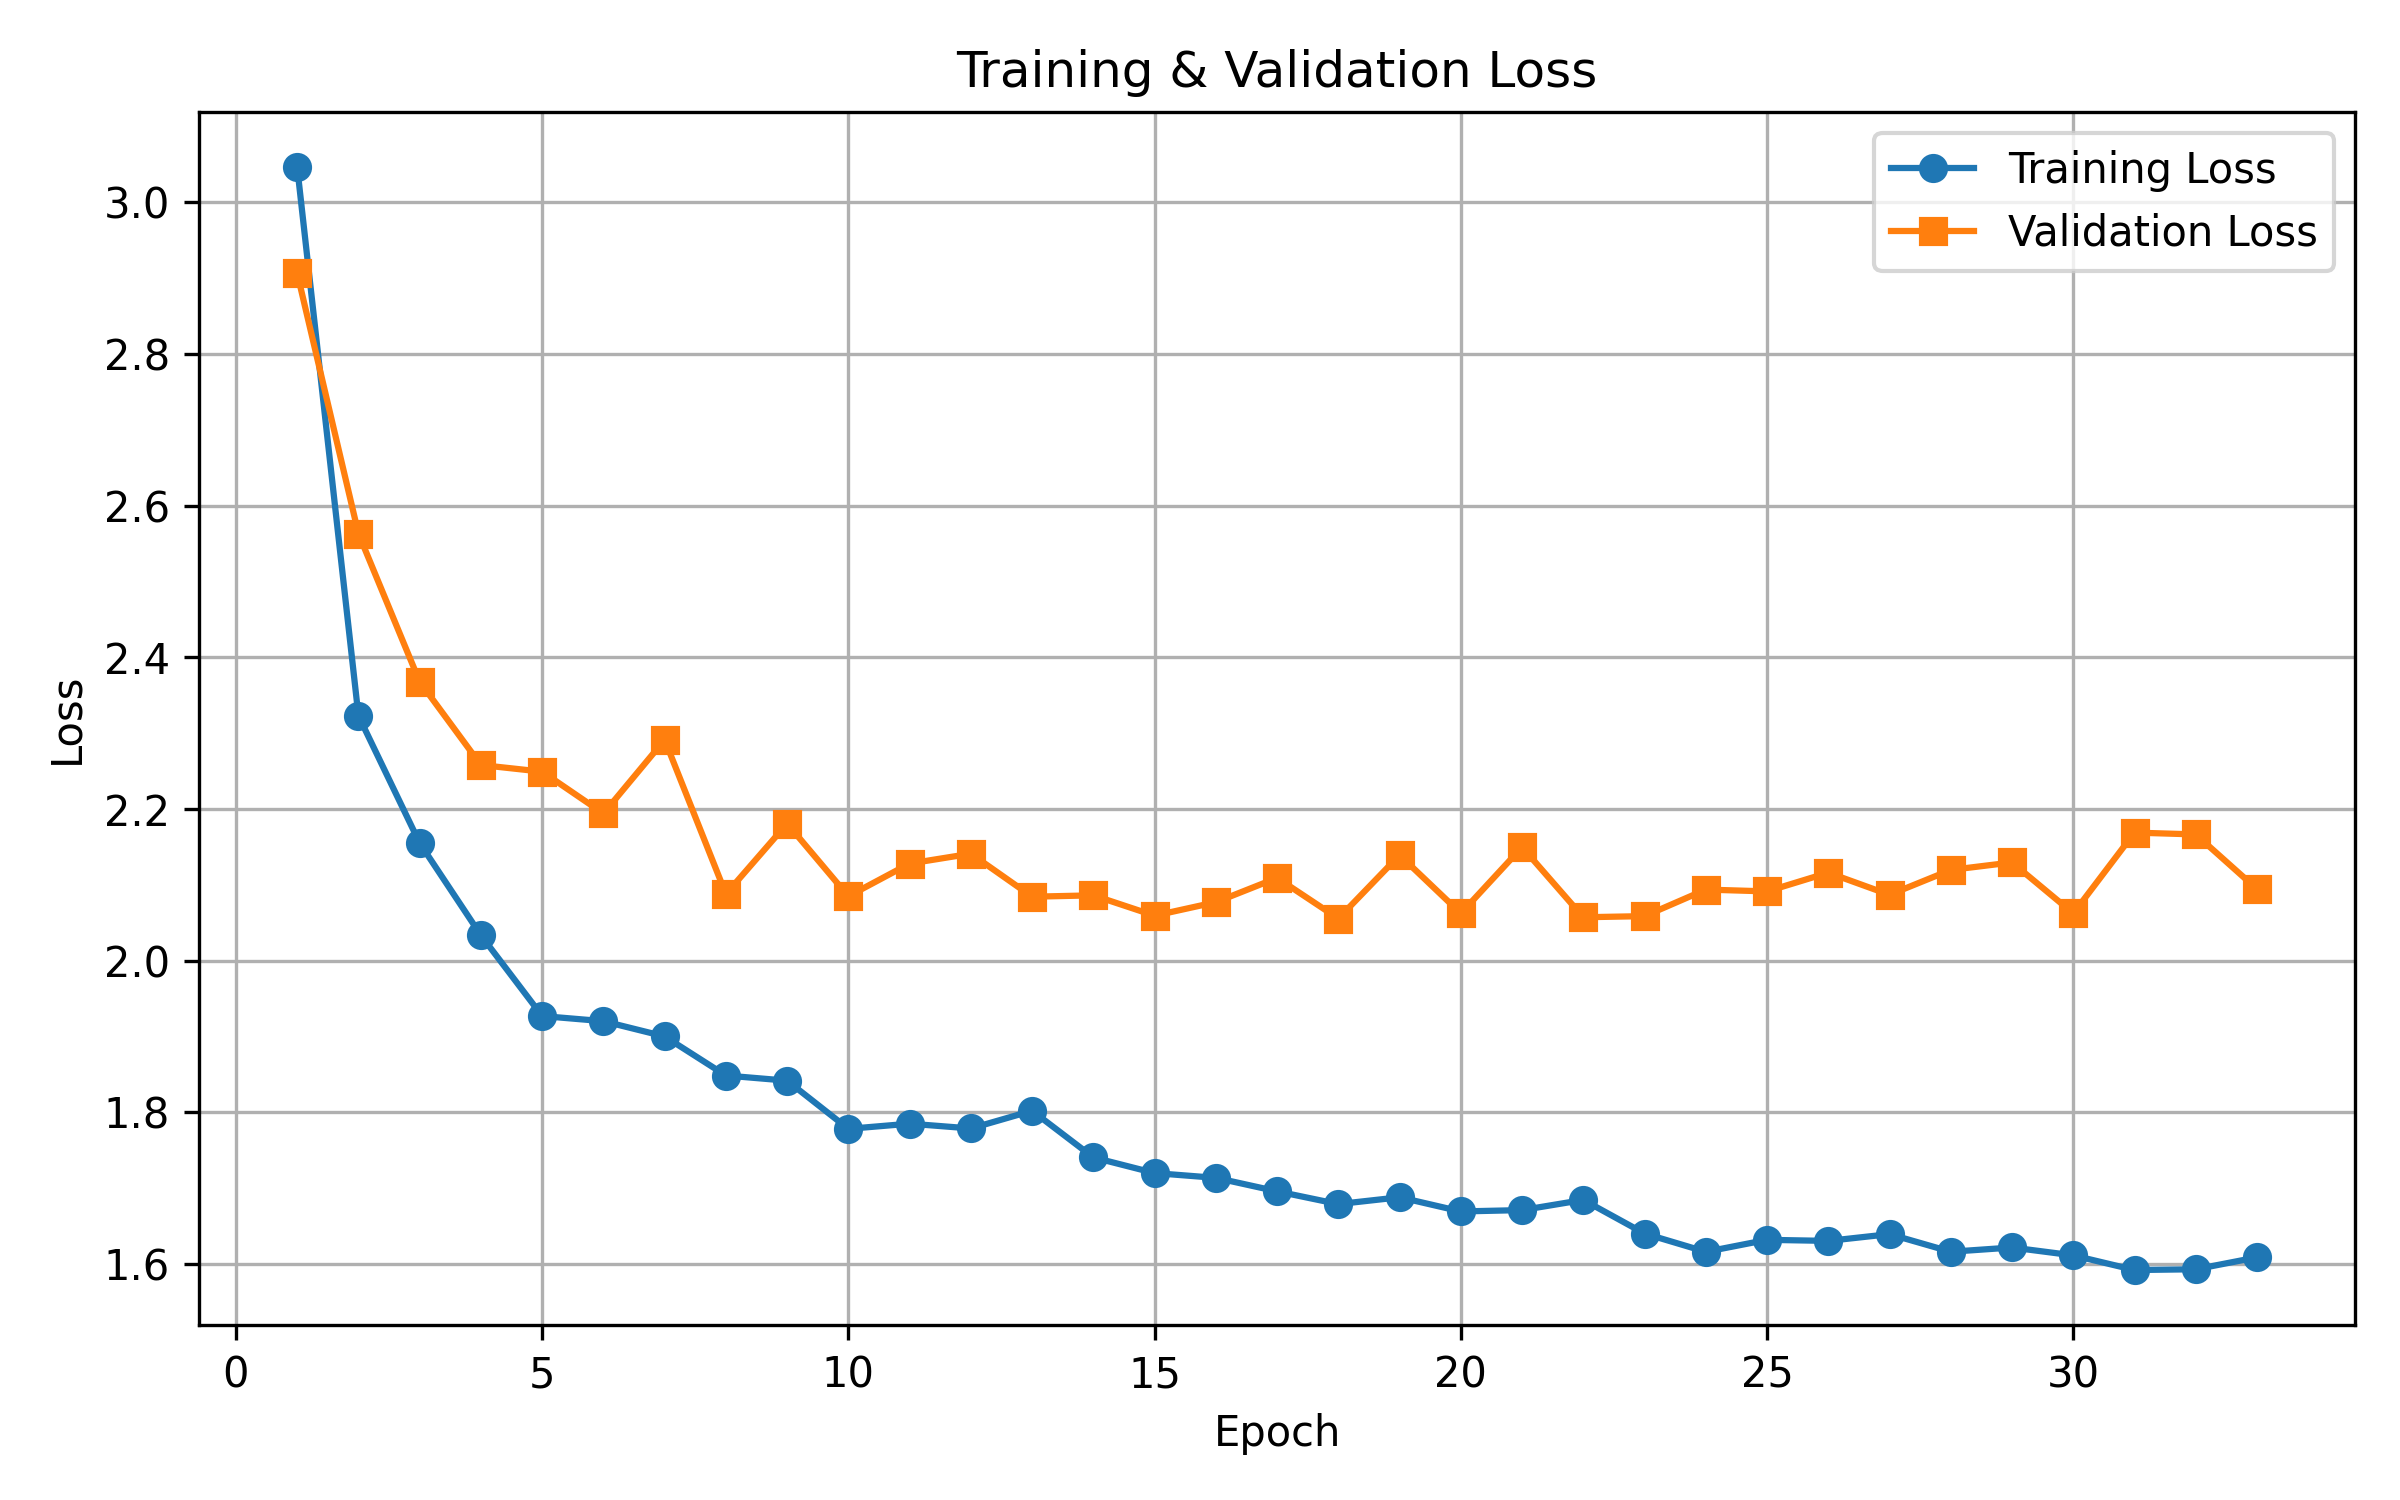 Training & Validation Loss
Training Loss
Validation Loss
3.0
2.8
2.6
2.4
2.2
2.0
1.8
1.6
Loss
0 5 10 15 20 25 30
Epoch